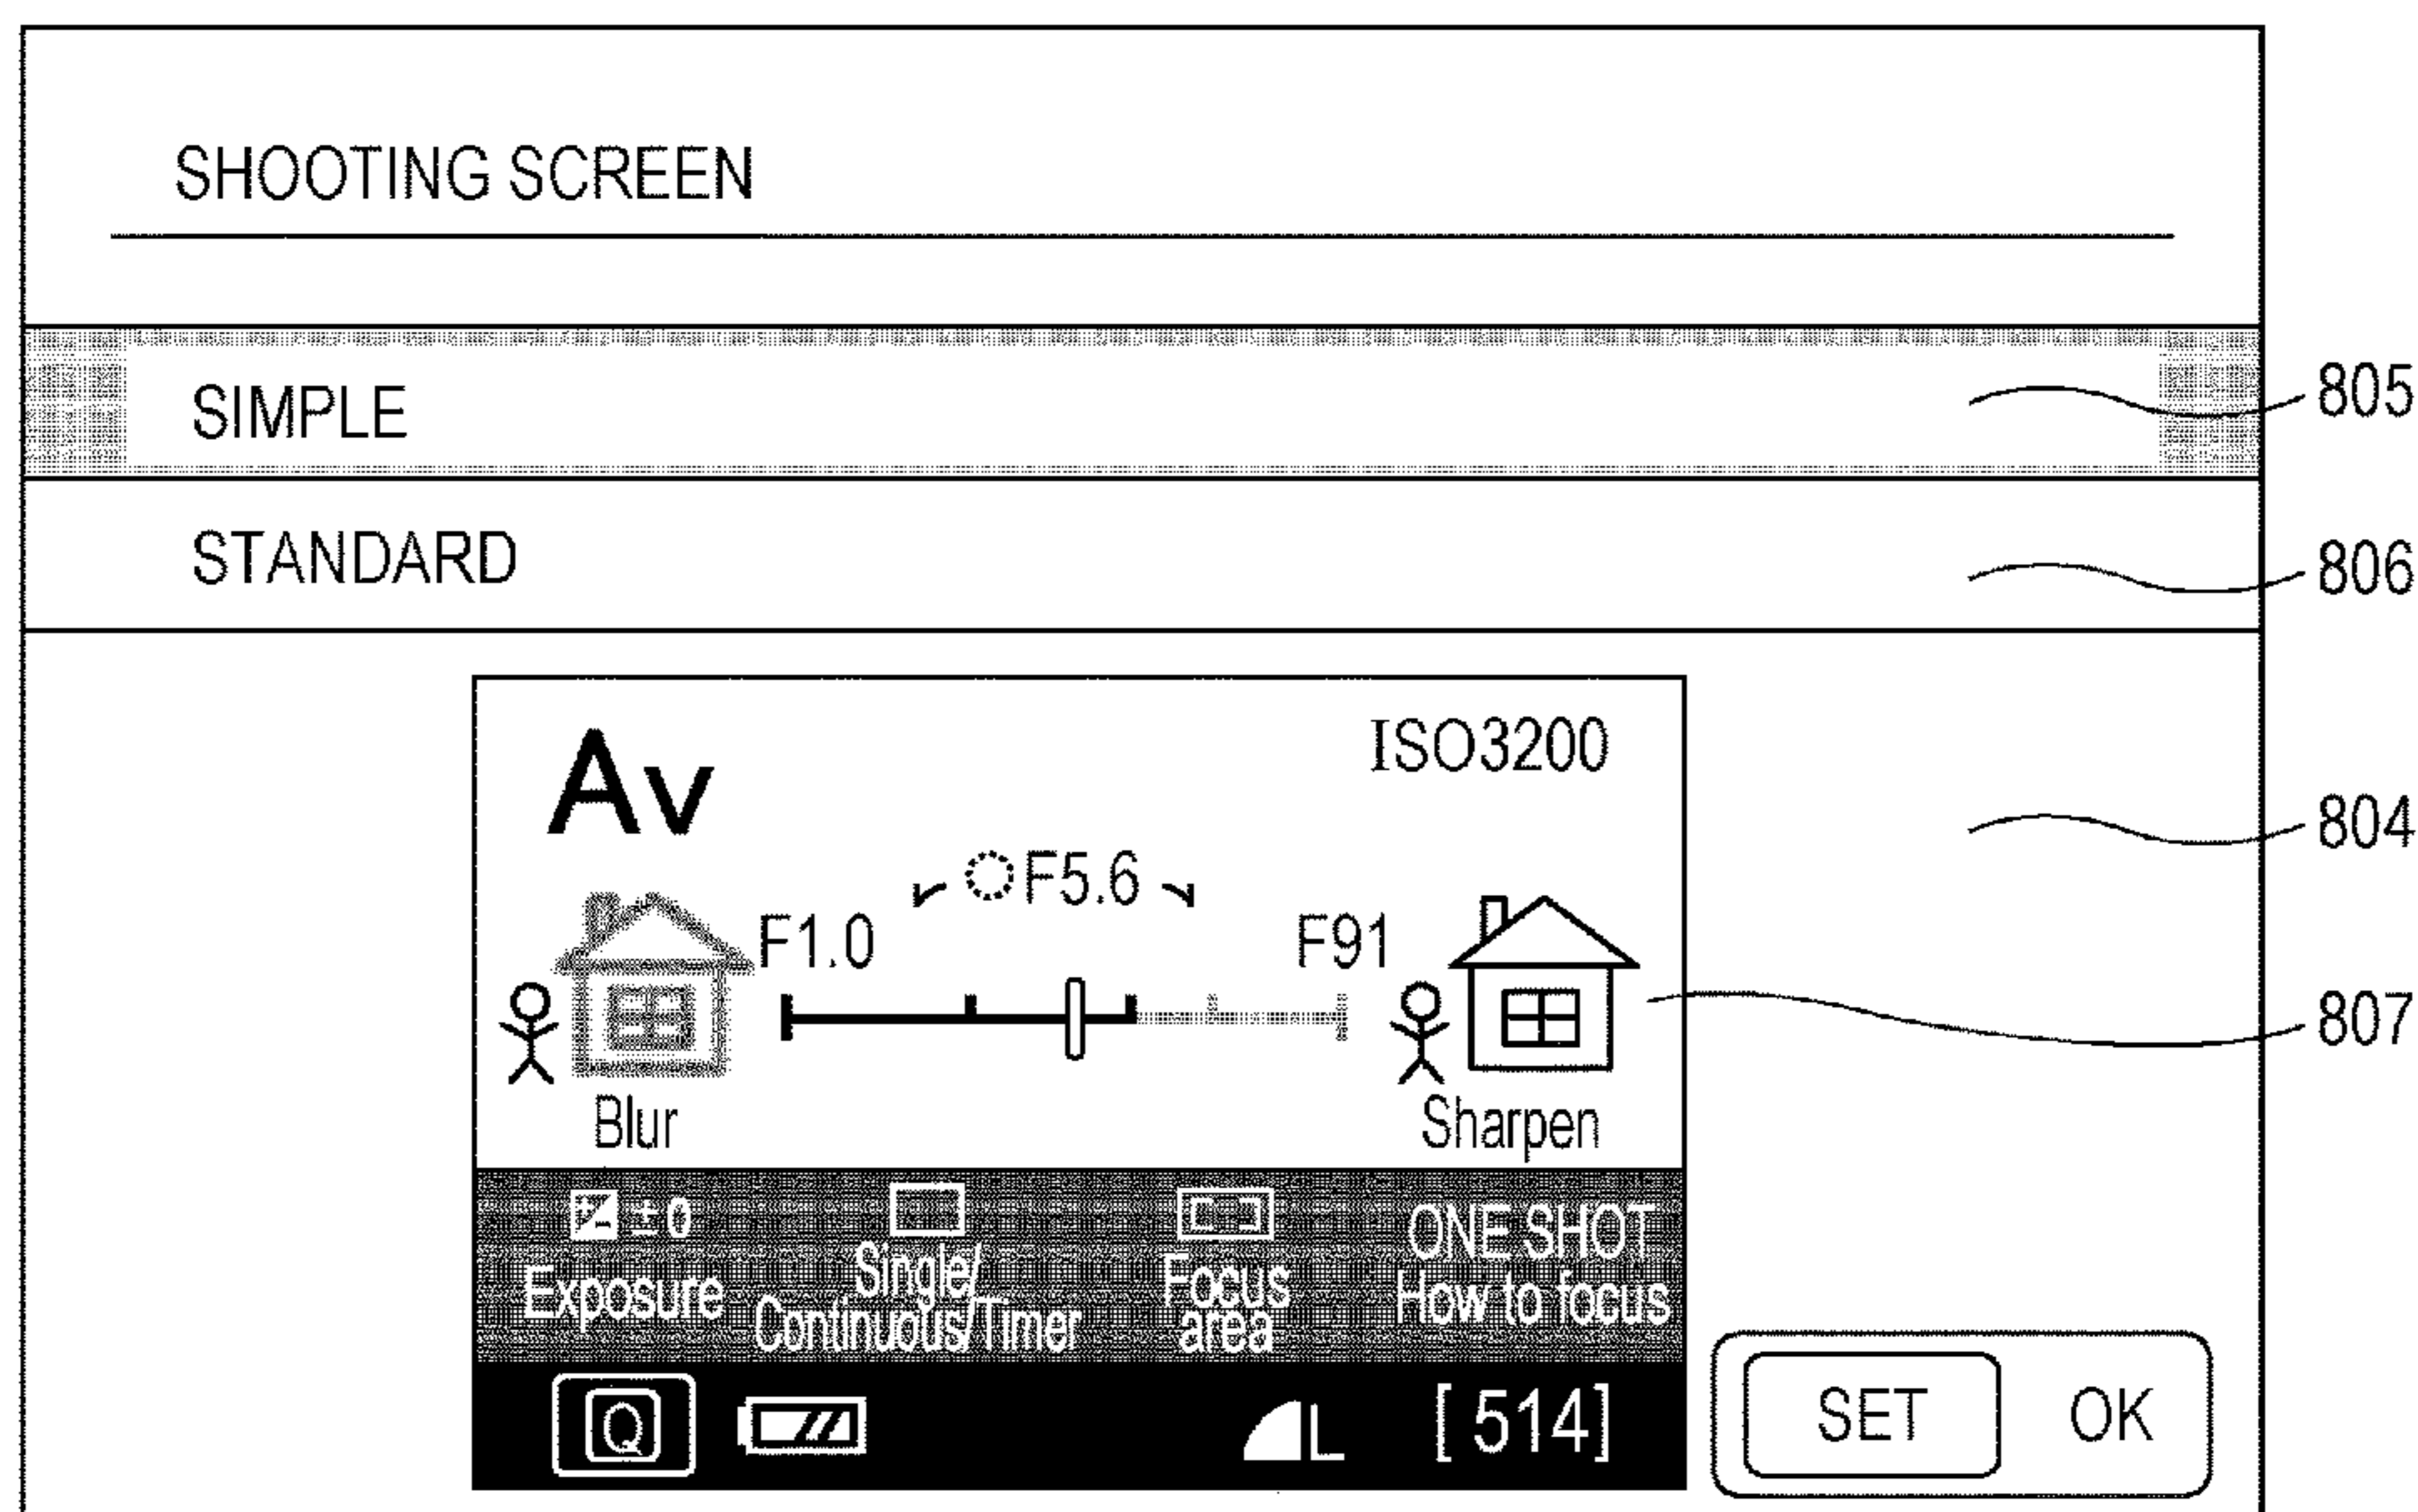 SHOOTING SCREEN
SIMPLE
805
STANDARD
806
Av
ISO3200
804
F5.6
F1.0
F91
807
Blur
Sharpen
±0
ONE SHOT
Exposure
Single/
Continuous/Timer
Focus
area
How to focus
Q
L
[514]
SET
OK